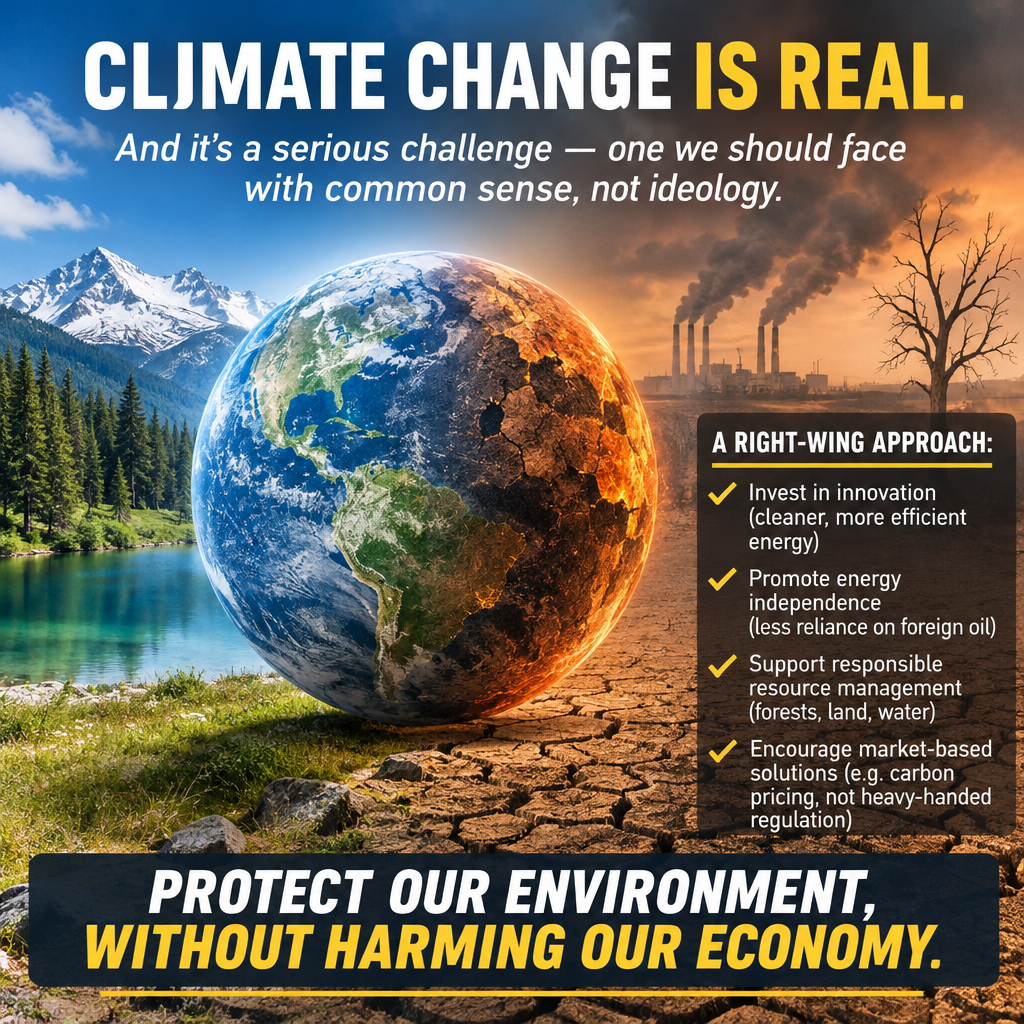 CLJMATE CHANGE IS REAL.
And it's a serious challenge — one we should face
with common sense, not ideology.
A RIGHT-WING APPROACH:
Invest in innovation
(cleaner, more efficient
energy)
Promote energy
independence
(less reliance on foreign oil)
Support responsible
resource management
(forests, land, water)
Encourage market-based
solutions (e.g. carbon
pricing, not heavy-handed
regulation)
PROTECT OUR ENVIRONMENT,
WITHOUT HARMING OUR ECONOMY.